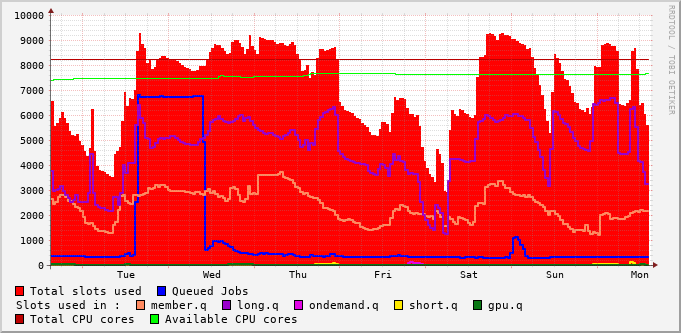 10000
9000
8000
7000
6000
5000
4000
3000
2000
1000
0
Tue Wed Thu Fri Sat Sun Mon
RRDTOOL / TOBI OETIKER
Total slots used Queued Jobs
Slots used in : member.q long.q ondemand.q short.q gpu.q
Total CPU cores Available CPU cores